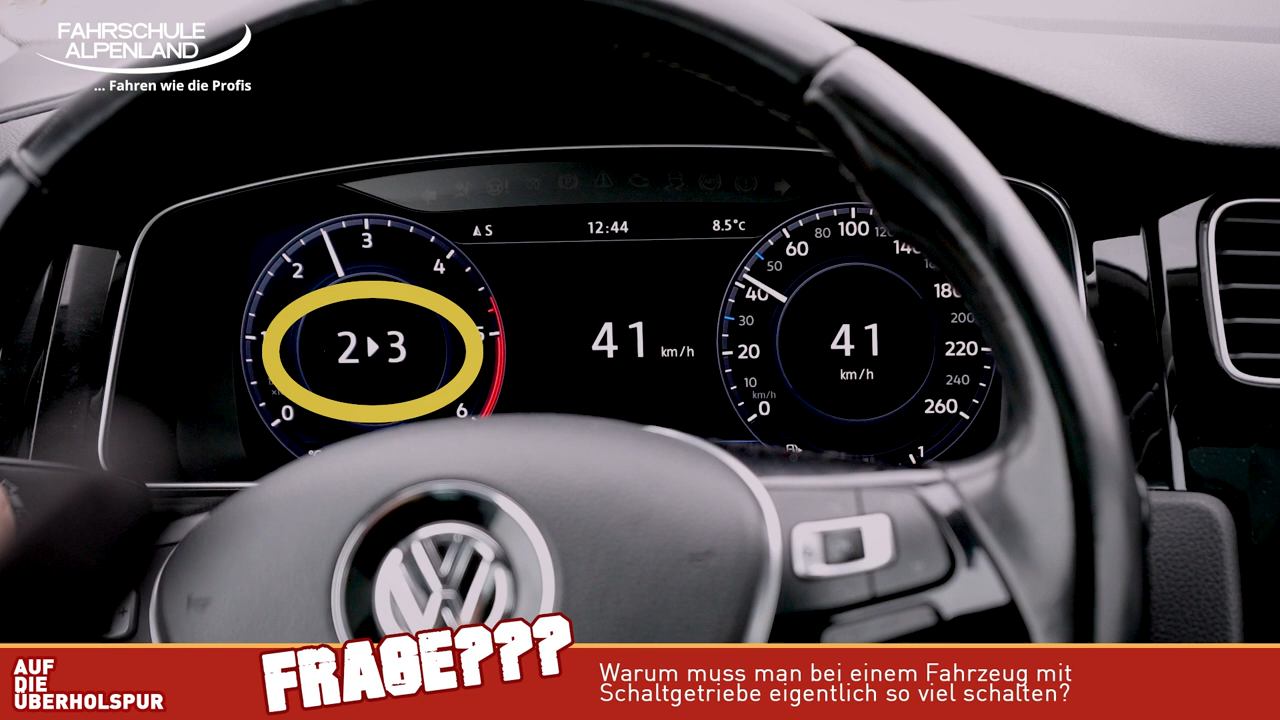 FAHRSCHULE
ALPENLAND
... Fahren wie die Profis
S
12:44
8.5°c
2
3
4
6
0
2 3
41 km/h
41
km/h
0
10
20
30
40
50
60
80
100
180
200
220
240
260
km/h
AUF
DIE
ÜBERHOLSPUR
FRAGE???
Warum muss man bei einem Fahrzeug mit
Schaltgetriebe eigentlich so viel schalten?